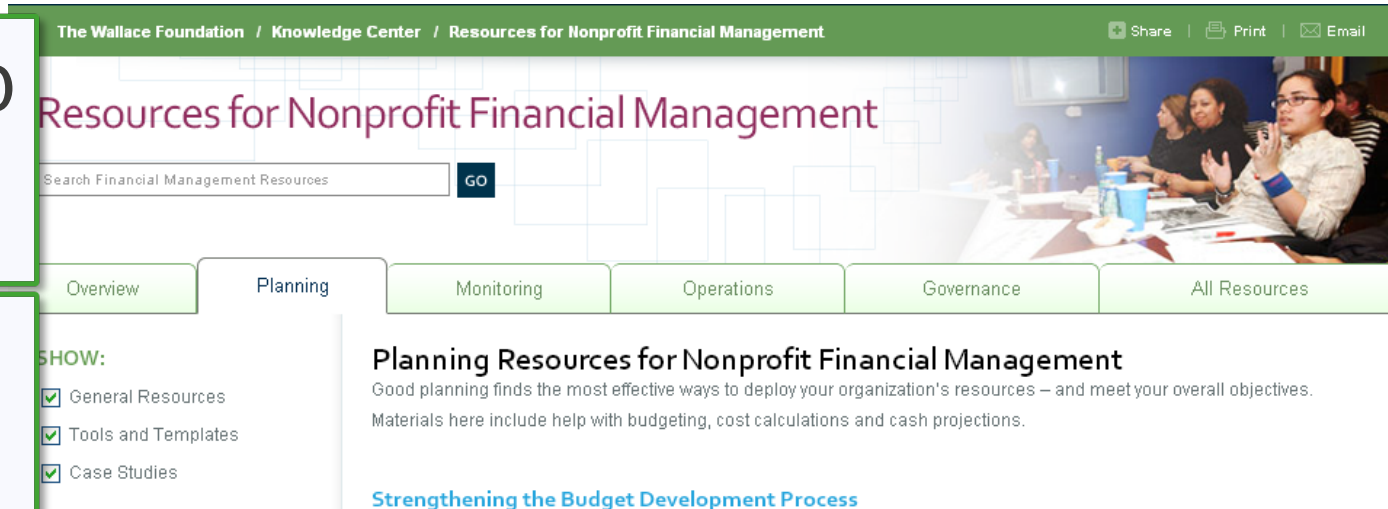 The Wallace Foundation / Knowledge Center / Resources for Nonprofit Financial Management
Share | Print | Email
Resources for Nonprofit Financial Management
Search Financial Management Resources GO
Overview Planning Monitoring Operations Governance All Resources
SHOW:
General Resources
Tools and Templates
Case Studies
Planning Resources for Nonprofit Financial Management
Good planning finds the most effective ways to deploy your organization's resources – and meet your overall objectives.
Materials here include help with budgeting, cost calculations and cash projections.
Strengthening the Budget Development Process